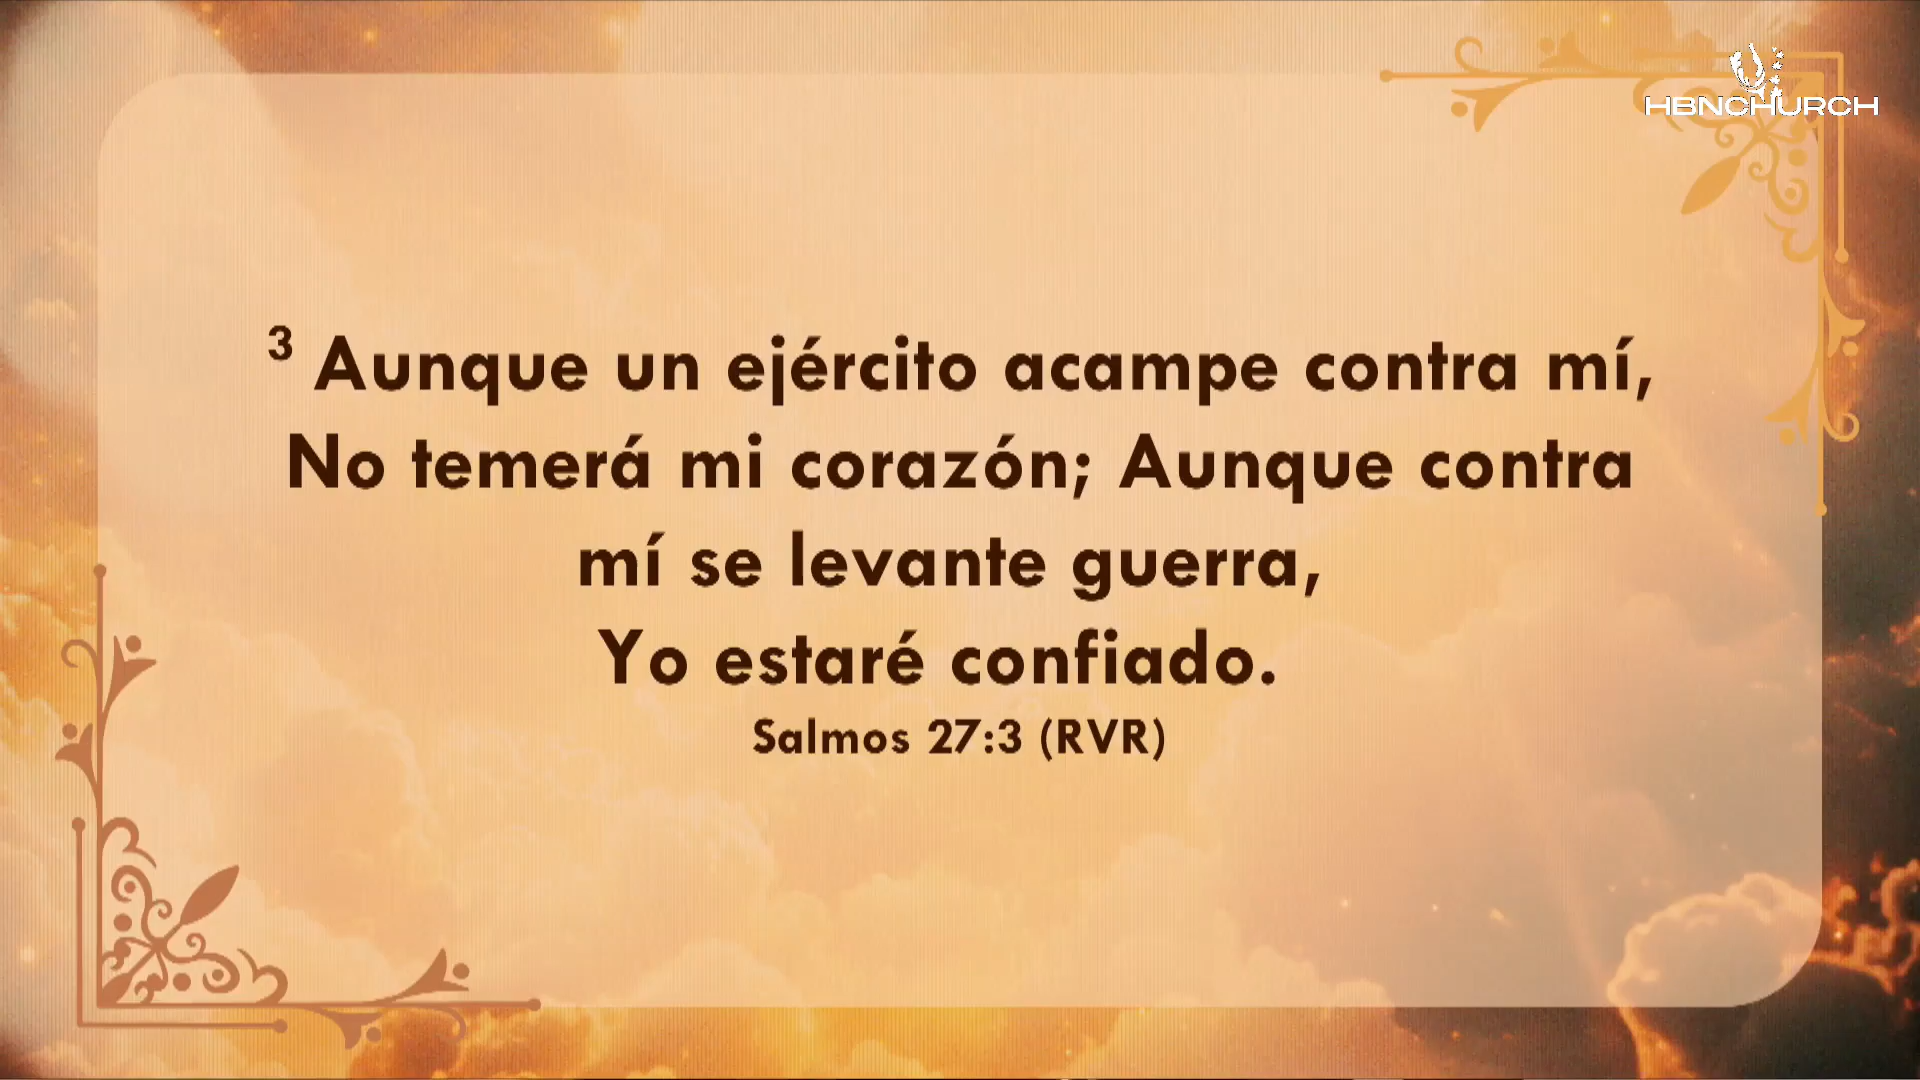 HBNCHURCH
3 Aunque un ejército acampe contra mí,
No temerá mi corazón; Aunque contra
mí se levante guerra,
Yo estaré confiado.
Salmos 27:3 (RVR)